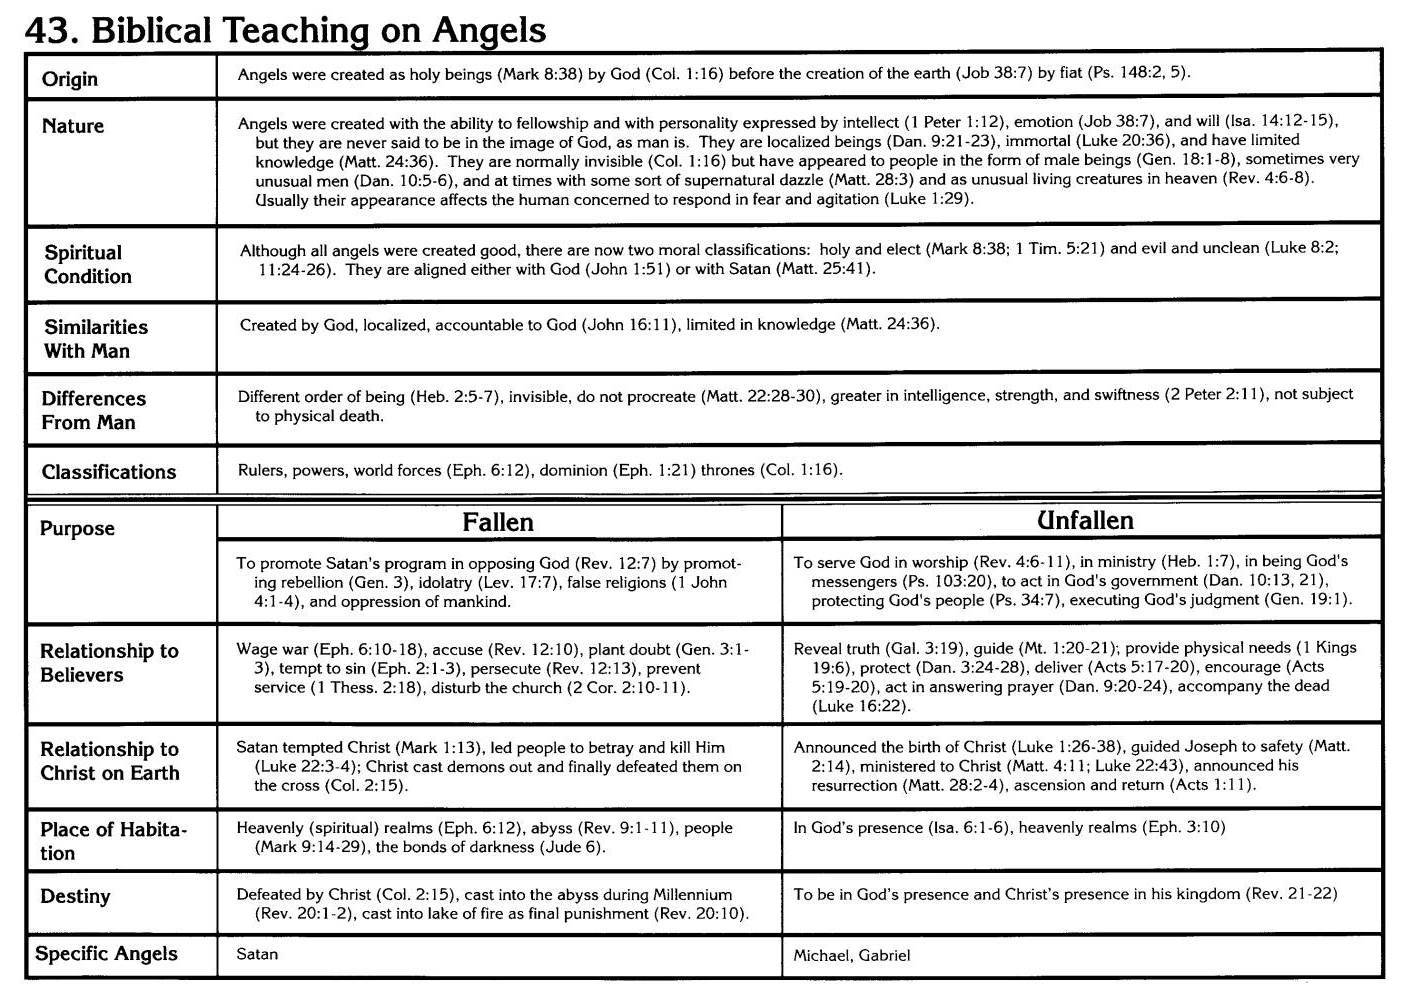 43. Biblical Teaching on Angels
Origin
Angels were created as holy beings (Mark 8:38) by God (Col. 1:16) before the creation of the earth (Job 38:7) by fiat (Ps. 148:2, 5).
Nature
Angels were created with the ability to fellowship and with personality expressed by intellect (1 Peter 1:12), emotion (Job 38:7), and will (Isa. 14:12-15),
but they are never said to be in the image of God, as man is. They are localized beings (Dan. 9:21-23), immortal (Luke 20:36), and have limited
knowledge (Matt. 24:36). They are normally invisible (Col. 1:16) but have appeared to people in the form of male beings (Gen. 18:1-8), sometimes very
unusual men (Dan. 10:5-6), and at times with some sort of supernatural dazzle (Matt. 28:3) and as unusual living creatures in heaven (Rev. 4:6-8).
Usually their appearance affects the human concerned to respond in fear and agitation (Luke 1:29).
Spiritual
Condition
Although all angels were created good, there are now two moral classifications: holy and elect (Mark 8:38; 1 Tim. 5:21) and evil and unclean (Luke 8:2;
11:24-26). They are aligned either with God (John 1:51) or with Satan (Matt. 25:41).
Similarities
With Man
Created by God, localized, accountable to God (John 16:11), limited in knowledge (Matt. 24:36).
Differences
From Man
Different order of being (Heb. 2:5-7), invisible, do not procreate (Matt. 22:28-30), greater in intelligence, strength, and swiftness (2 Peter 2:11), not subject
to physical death.
Classifications
Rulers, powers, world forces (Eph. 6:12), dominion (Eph. 1:21) thrones (Col. 1:16).
Purpose
Fallen
Unfallen
To promote Satan's program in opposing God (Rev. 12:7) by promot-
ing rebellion (Gen. 3), idolatry (Lev. 17:7), false religions (1 John
4:1-4), and oppression of mankind.
To serve God in worship (Rev. 4:6-11), in ministry (Heb. 1:7), in being God's
messengers (Ps. 103:20), to act in God's government (Dan. 10:13, 21),
protecting God's people (Ps. 34:7), executing God's judgment (Gen. 19:1).
Relationship to
Believers
Wage war (Eph. 6:10-18), accuse (Rev. 12:10), plant doubt (Gen. 3:1-
3), tempt to sin (Eph. 2:1-3), persecute (Rev. 12:13), prevent
service (1 Thess. 2:18), disturb the church (2 Cor. 2:10-11).
Reveal truth (Gal. 3:19), guide (Mt. 1:20-21); provide physical needs (1 Kings
19:6), protect (Dan. 3:24-28), deliver (Acts 5:17-20), encourage (Acts
5:19-20), act in answering prayer (Dan. 9:20-24), accompany the dead
(Luke 16:22).
Relationship to
Christ on Earth
Satan tempted Christ (Mark 1:13), led people to betray and kill Him
(Luke 22:3-4); Christ cast demons out and finally defeated them on
the cross (Col. 2:15).
Announced the birth of Christ (Luke 1:26-38), guided Joseph to safety (Matt.
2:14), ministered to Christ (Matt. 4:11; Luke 22:43), announced his
resurrection (Matt. 28:2-4), ascension and return (Acts 1:11).
Place of Habita-
tion
Heavenly (spiritual) realms (Eph. 6:12), abyss (Rev. 9:1-11), people
(Mark 9:14-29), the bonds of darkness (Jude 6).
In God's presence (Isa. 6:1-6), heavenly realms (Eph. 3:10)
Destiny
Defeated by Christ (Col. 2:15), cast into the abyss during Millennium
(Rev. 20:1-2), cast into lake of fire as final punishment (Rev. 20:10).
To be in God's presence and Christ's presence in his kingdom (Rev. 21-22)
Specific Angels
Satan
Michael, Gabriel